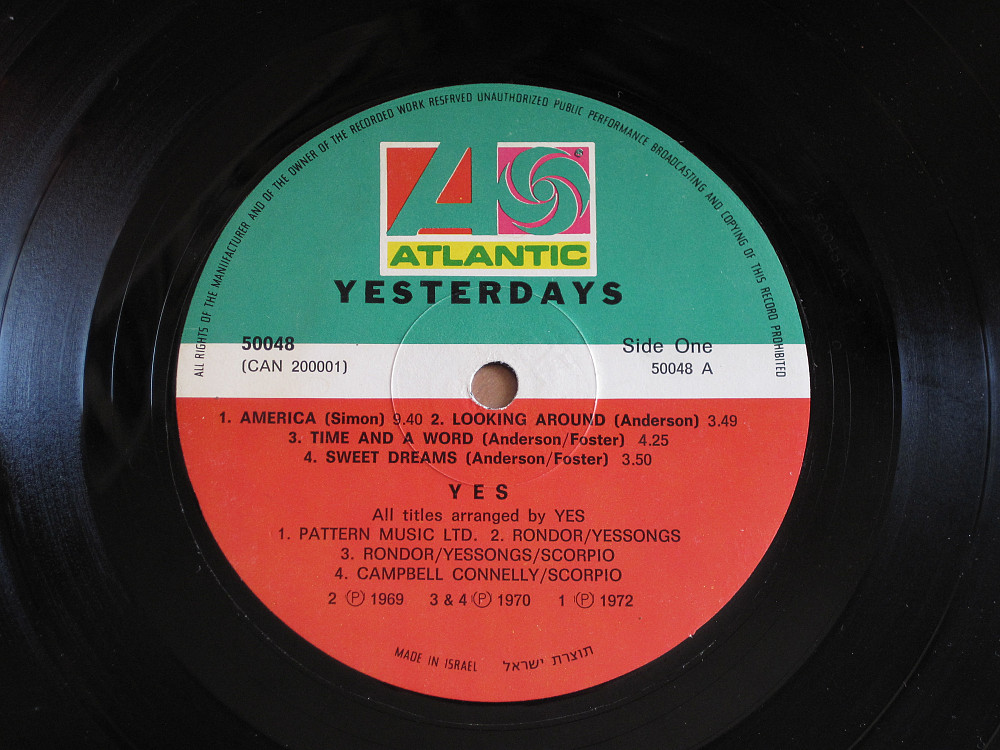 ALL RIGHTS OF THE MANUFACTURER AND OF THE OWNER OF THE RECORDED WORK RESERVED UNAUTHORIZED PUBLIC PERFORMANCE BROADCASTING AND COPYING OF THIS RECORD PROHIBITED
ATLANTIC
YESTERDAYS
50048 Side One
(CAN 200001) 50048 A
1. AMERICA (Simon) 9.40 2. LOOKING AROUND (Anderson) 3.49
3. TIME AND A WORD (Anderson/Foster) 4.25
4. SWEET DREAMS (Anderson/Foster) 3.50
YES
All titles arranged by YES
1. PATTERN MUSIC LTD. 2. RONDOR/YESSONGS
3. RONDOR/YESSONGS/SCORPIO
4. CAMPBELL CONNELLY/SCORPIO
2 Ⓟ 1969 3 & 4 Ⓟ 1970 1 Ⓟ 1972
MADE IN ISRAEL תוצרת ישראל